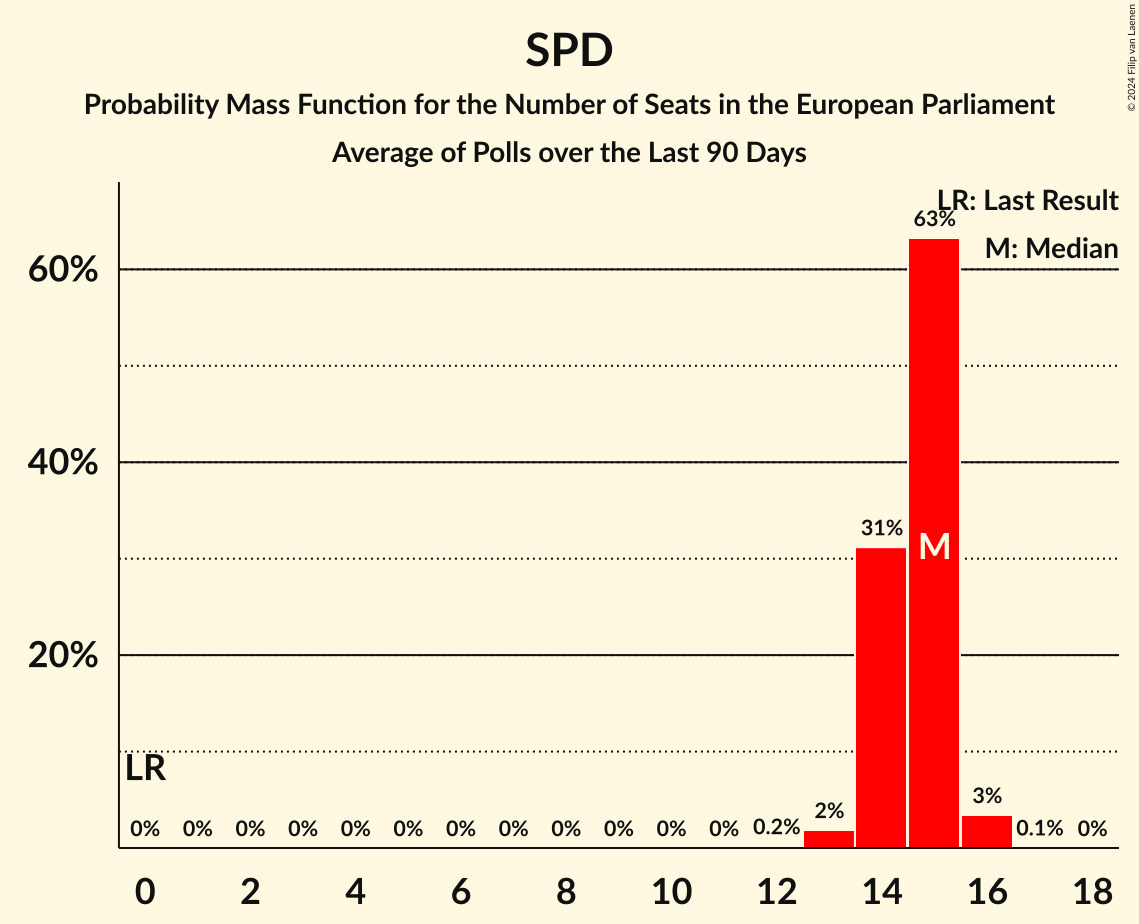 SPD
Probability Mass Function for the Number of Seats in the European Parliament
Average of Polls over the Last 90 Days
© 2024 Filip van Laenen
LR: Last Result
M: Median
63%
60%
40%
31%
M
20%
LR
0% 0% 0% 0% 0% 0% 0% 0% 0% 0% 0% 0% 0.2% 2% 3% 0.1% 0%
0 2 4 6 8 10 12 14 16 18